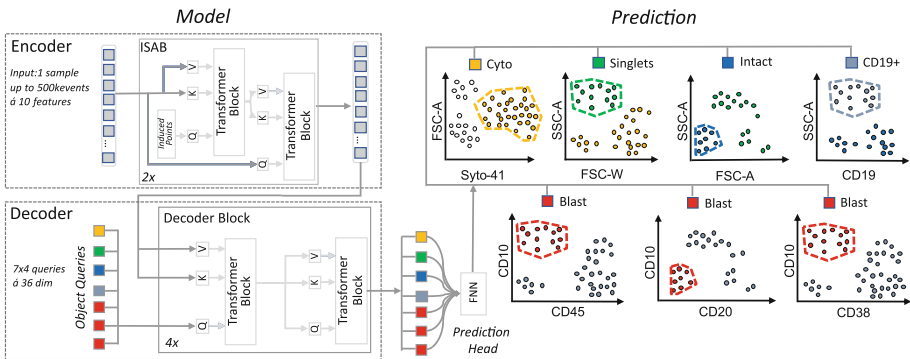 Model
Prediction
Encoder
Input:1 sample
up to 500kevents
á 10 features
...
ISAB
V
K
Q
Induced
Points
Transformer
Block
V
K
Q
Transformer
Block
2x
...
Decoder
Object Queries
7x4 queries
á 36 dim
Decoder Block
V
K
Q
Transformer
Block
Transformer
Block
4x
FNN
Prediction
Head
Cyto
FSC-A
Syto-41
Singlets
SSC-A
FSC-W
Intact
SSC-A
FSC-A
CD19+
SSC-A
CD19
Blast
CD10
CD45
Blast
CD10
CD20
Blast
CD10
CD38